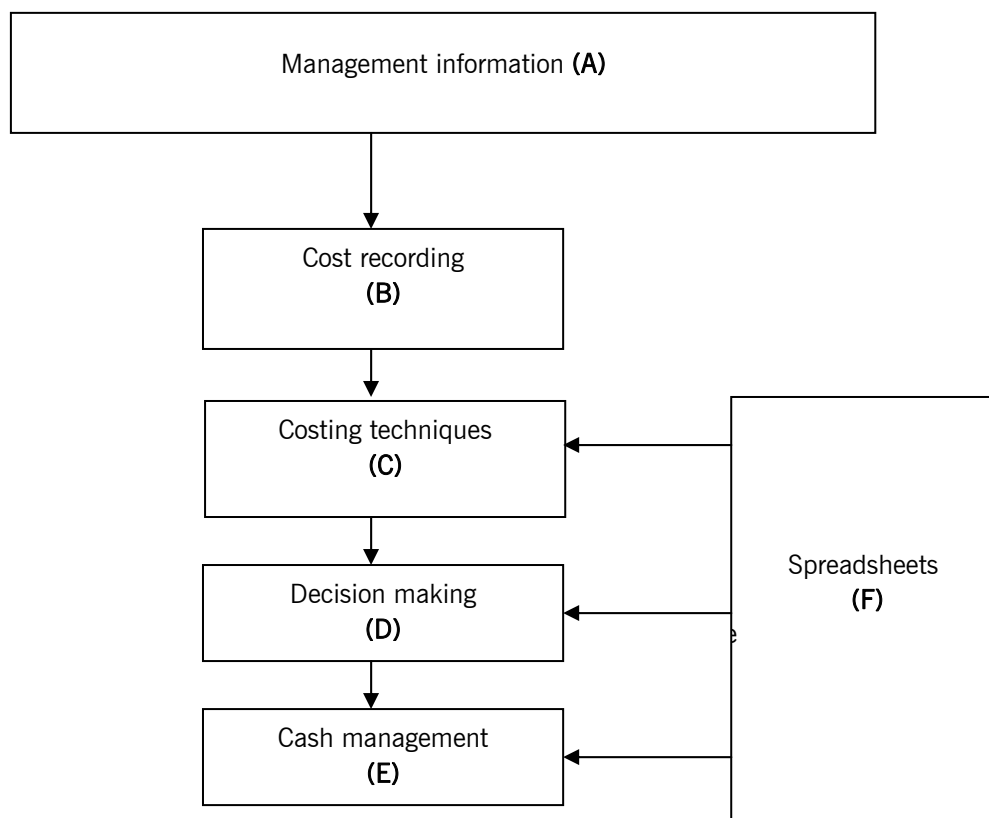 Management information (A)
Cost recording
(B)
Costing techniques
(C)
Decision making
(D)
Spreadsheets
(F)
Cash management
(E)